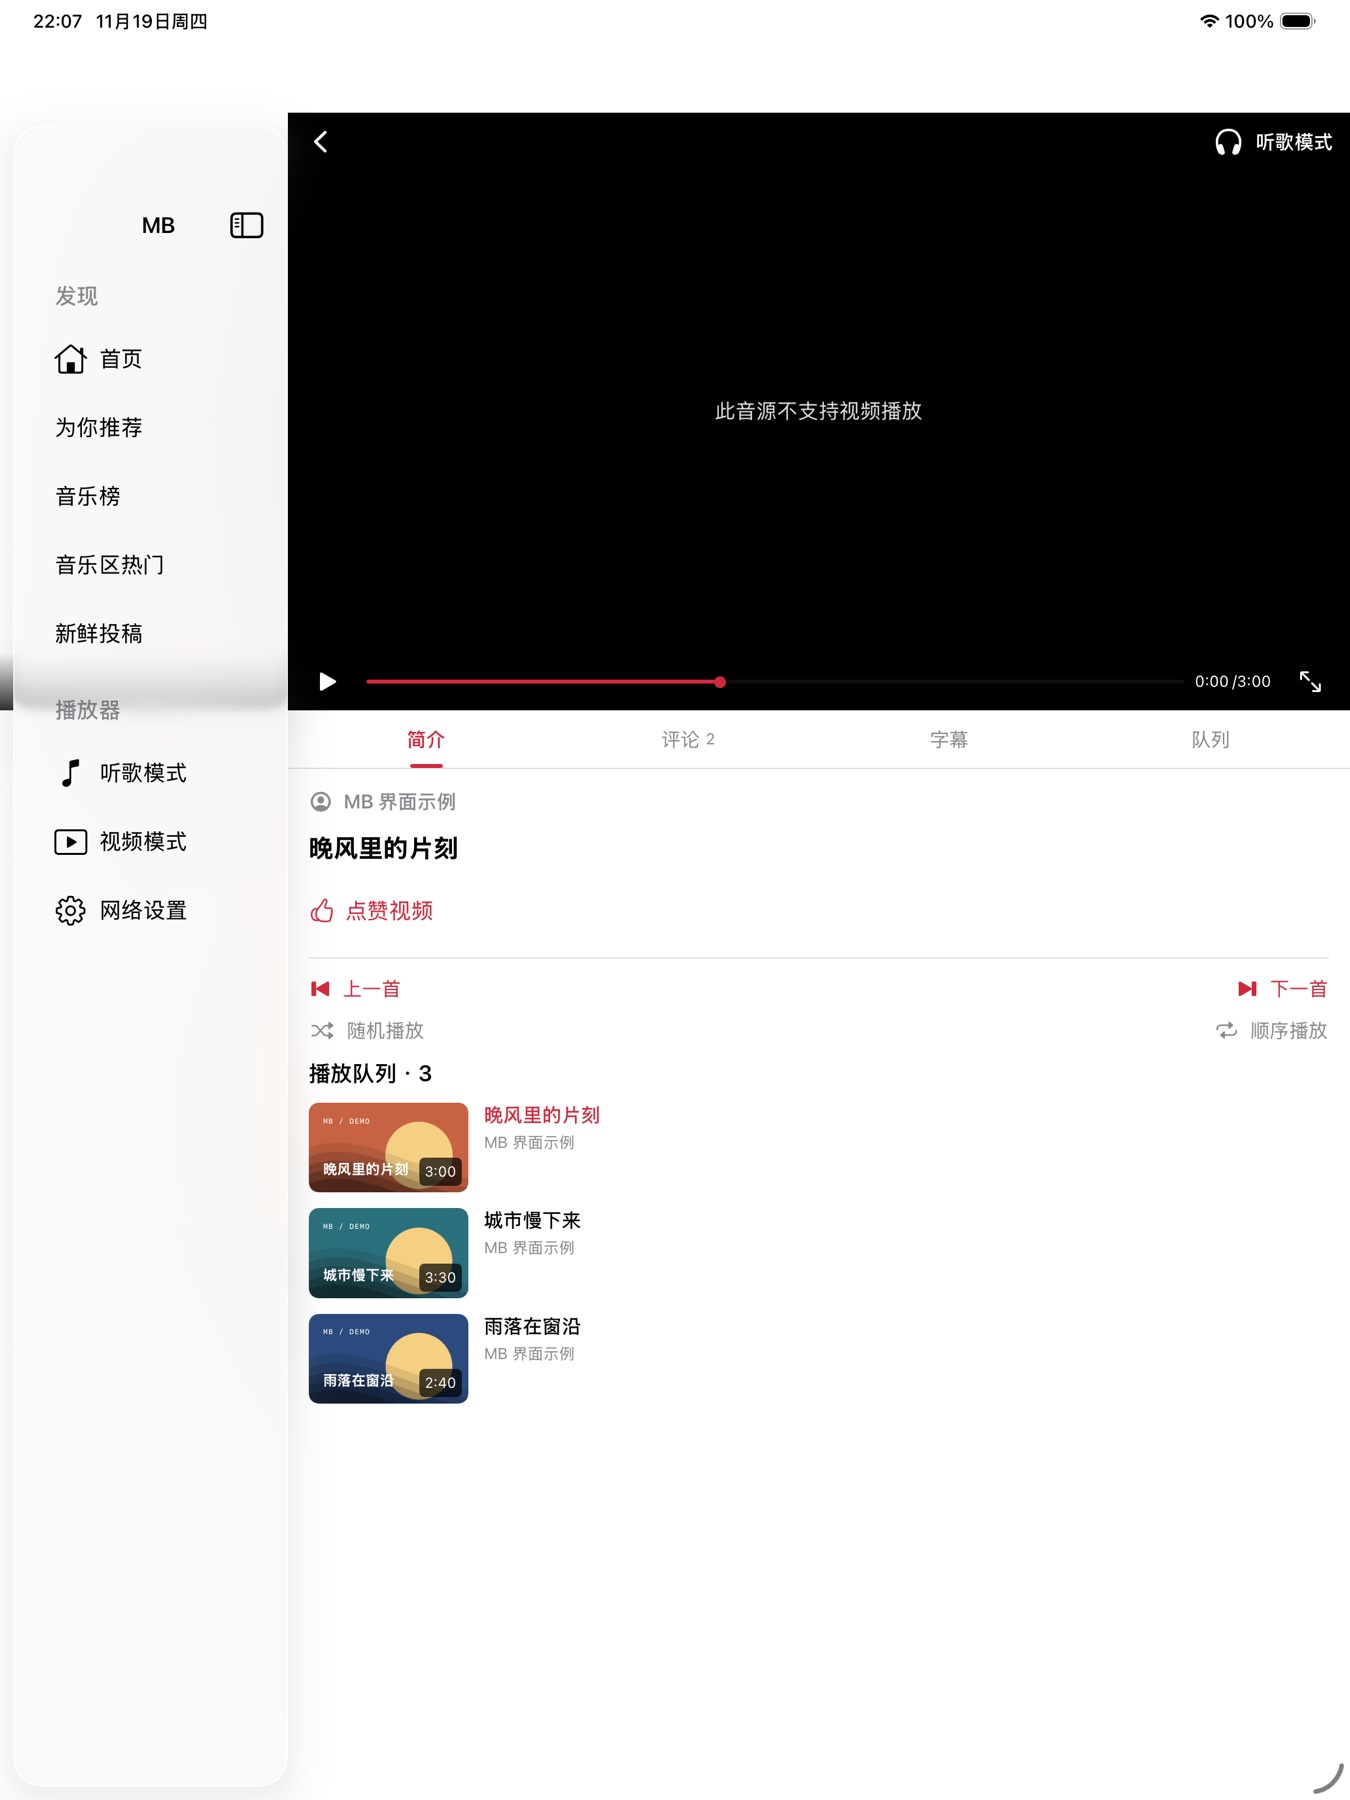 22:07 11月19日周四
100%
MB
发现
首页
为你推荐
音乐榜
音乐区热门
新鲜投稿
播放器
听歌模式
视频模式
网络设置
听歌模式
此音源不支持视频播放
0:00 /3:00
简介
评论 2
字幕
队列
MB 界面示例
晚风里的片刻
点赞视频
上一首
下一首
随机播放
顺序播放
播放队列 · 3
MB / DEMO
晚风里的片刻
3:00
晚风里的片刻
MB 界面示例
MB / DEMO
城市慢下来
3:30
城市慢下来
MB 界面示例
MB / DEMO
雨落在窗沿
2:40
雨落在窗沿
MB 界面示例